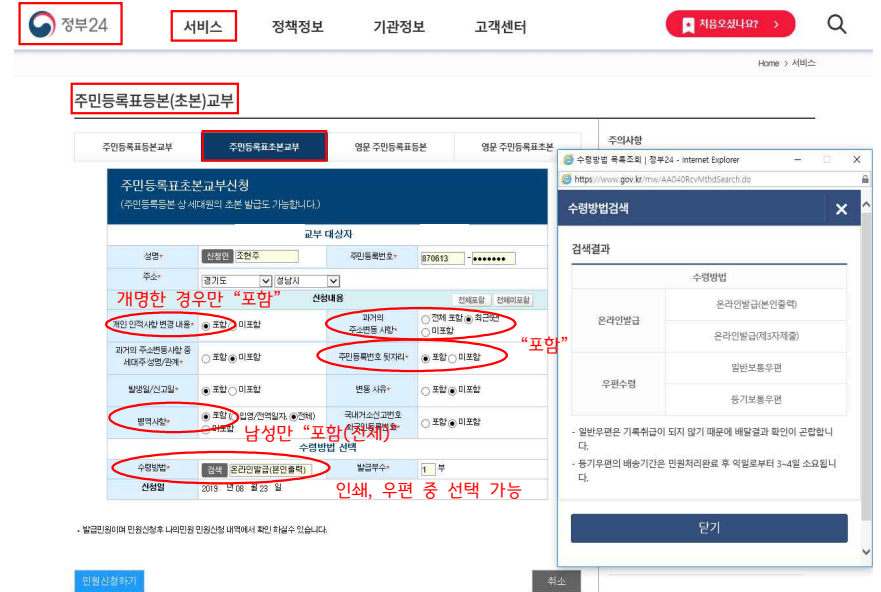 정부24
서비스 정책정보 기관정보 고객센터
처음오셨나요? >
Home > 서비스
주민등록표등본(초본)교부
주민등록표등본교부 주민등록표초본교부 영문 주민등록표등본 영문 주민등록표초본
주의사항
주민등록표초본교부신청
(주민등록등본 상 세대원의 초본 발급도 가능합니다.)
교부 대상자
성명* 신청인 조현주 주민등록번호* 870613 - •••••••
주소* 경기도 성남시
개명한 경우만 “포함”
신청내용 전체포함 전체미포함
개인 인적사항 변경 내용* 포함 미포함
과거의 주소변동 사항* 전체 포함 최근5년 미포함
“포함”
과거의 주소변동사항 중 세대주 성명/관계* 포함 미포함
주민등록번호 뒷자리* 포함 미포함
발생일/신고일* 포함 미포함 변동 사유* 포함 미포함
병역사항* 포함 ( 입영/전역일자, 전체) 미포함
국내거소신고번호 외국인등록번호* 포함 미포함
남성만 “포함(전체)
수령방법 선택
수령방법* 검색 온라인발급(본인출력) 발급부수* 1 부
신청일 2019 년 08 월 23 일
인쇄, 우편 중 선택 가능
- 발급민원이며 민원신청후 나의민원 민원신청 내역에서 확인 하실수 있습니다.
민원신청하기 취소
수령방법 목록조회 | 정부24 - Internet Explorer
https://www.gov.kr/mw/AA040RcvMthdSearch.do
수령방법검색
검색결과
수령방법
온라인발급 온라인발급(본인출력)
온라인발급(제3자제출)
우편수령 일반보통우편
등기보통우편
- 일반우편은 기록취급이 되지 않기 때문에 배달결과 확인이 곤란합니
다.
- 등기우편의 배송기간은 민원처리완료 후 익일로부터 3~4일 소요됩니
다.
닫기